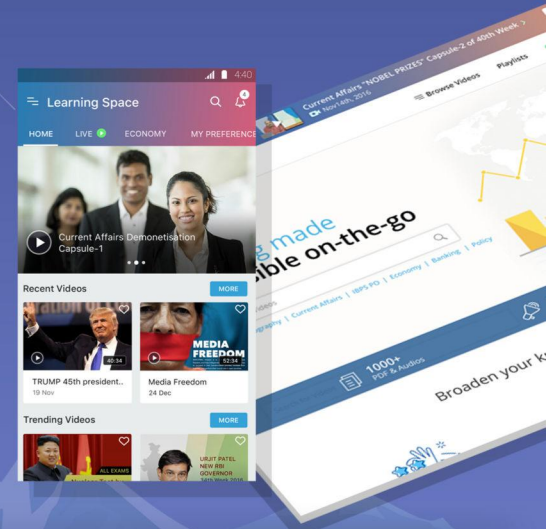 4:40
Learning Space
4
HOME LIVE ECONOMY MY PREFERENCE
Current Affairs Demonetisation
Capsule-1
Recent Videos MORE
40:34
MEDIA
FREEDOM
52:34
TRUMP 45th president..
19 Nov
Media Freedom
24 Dec
Trending Videos MORE
ALL EXAMS
URJIT PATEL
NEW RBI
GOVERNOR
Current Affairs "NOBEL PRIZES" Capsule-2 of 40th Week >
Nov14th, 2016
Browse Videos Playlists
made
ible on-the-go
Current Affairs | IBPS PO | Economy | Banking | Policy
1000+
PDF & Audios
Broaden your k